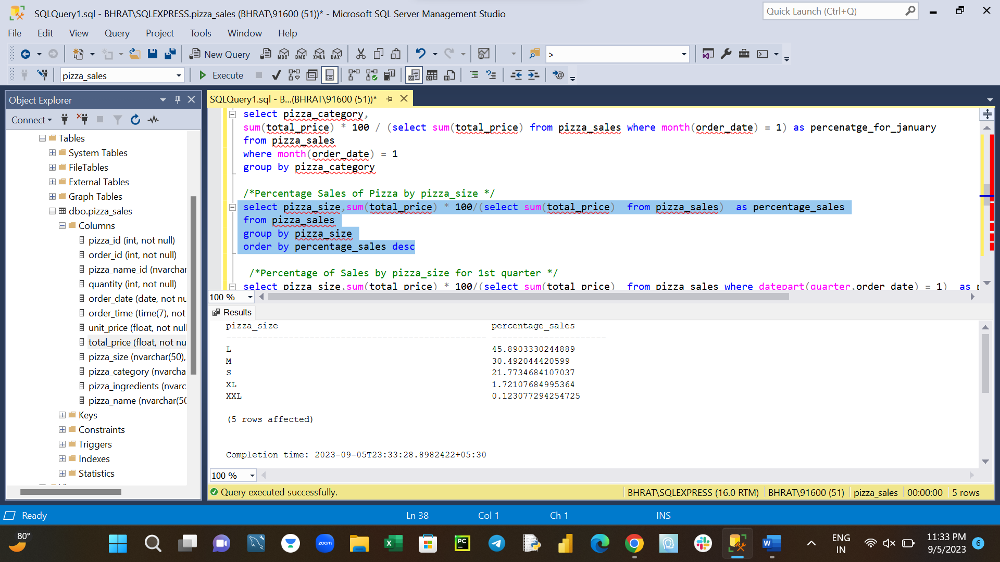 SQLQuery1.sql - BHRAT\SQLEXPRESS.pizza_sales (BHRAT\91600 (51))* - Microsoft SQL Server Management Studio
Quick Launch (Ctrl+Q)
File Edit View Query Project Tools Window Help
New Query MDX DMX XMLA DAX >
pizza_sales Execute
Object Explorer
Connect
Tables
System Tables
FileTables
External Tables
Graph Tables
dbo.pizza_sales
Columns
pizza_id (int, not null)
order_id (int, not null)
pizza_name_id (nvarchar
quantity (int, not null)
order_date (date, not nu
order_time (time(7), not
unit_price (float, not null
total_price (float, not nu
pizza_size (nvarchar(50),
pizza_category (nvarcha
pizza_ingredients (nvarc
pizza_name (nvarchar(50
Keys
Constraints
Triggers
Indexes
Statistics
SQLQuery1.sql - B...(BHRAT\91600 (51))*
select pizza_category,
sum(total_price) * 100 / (select sum(total_price) from pizza_sales where month(order_date) = 1) as percenatge_for_january
from pizza_sales
where month(order_date) = 1
group by pizza_category
/*Percentage Sales of Pizza by pizza_size */
select pizza_size,sum(total_price) * 100/(select sum(total_price)  from pizza_sales)  as percentage_sales
from pizza_sales
group by pizza_size
order by percentage_sales desc
/*Percentage of Sales by pizza_size for 1st quarter */
select pizza_size,sum(total_price) * 100/(select sum(total_price)  from pizza_sales where datepart(quarter,order_date) = 1)  as p
100 %
Results
pizza_size percentage_sales
-------------------------------------------------- ----------------------
L 45.8903330244889
M 30.492044420599
S 21.7734684107037
XL 1.72107684995364
XXL 0.123077294254725
(5 rows affected)
Completion time: 2023-09-05T23:33:28.8982422+05:30
100 %
Query executed successfully. BHRAT\SQLEXPRESS (16.0 RTM) BHRAT\91600 (51) pizza_sales 00:00:00 5 rows
Ready Ln 38 Col 1 Ch 1 INS
80° zoom X PC W ENG IN 11:33 PM 9/5/2023 6